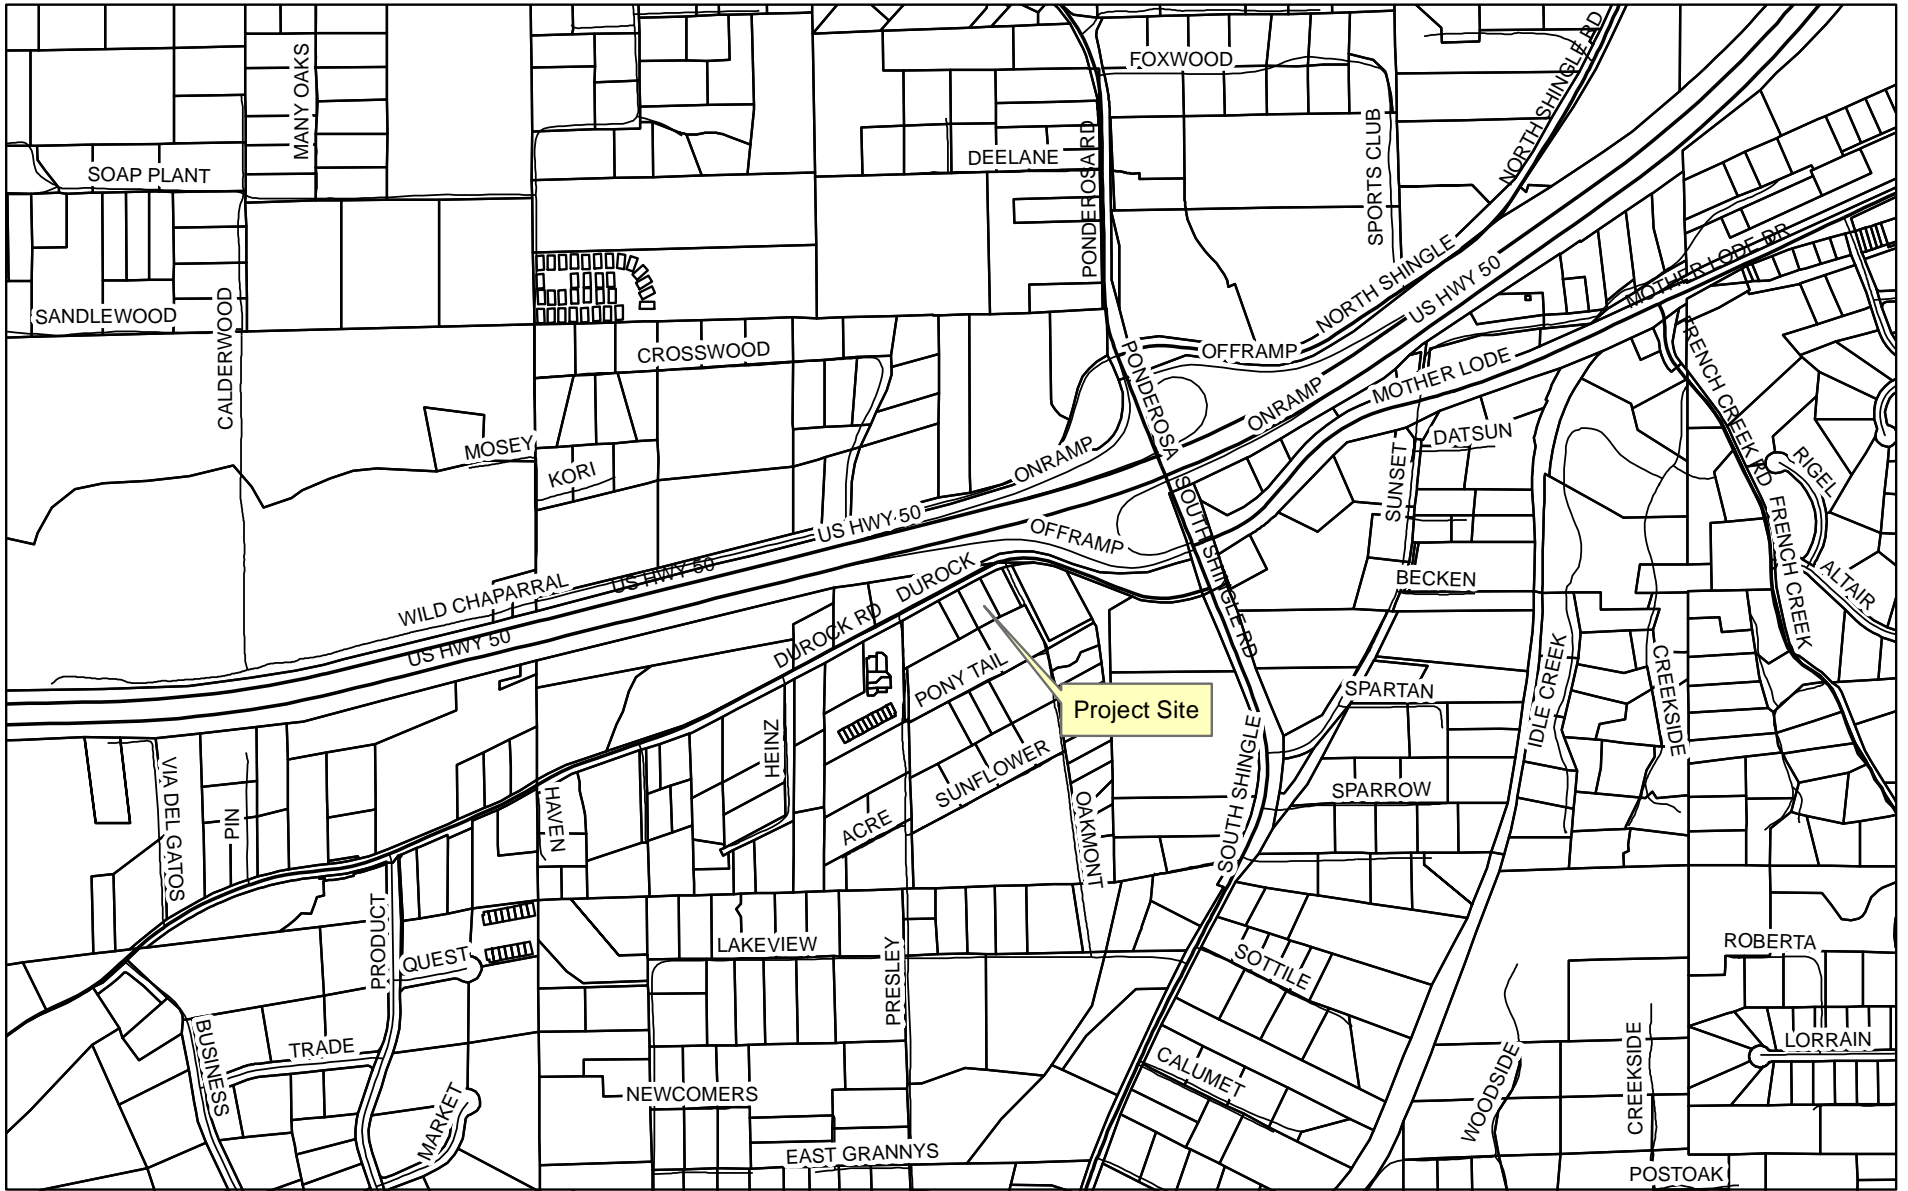 FOXWOOD
NORTH SHINGLE RD
MANY OAKS
PONDEROSA RD
SPORTS CLUB
DEELANE
SOAP PLANT
MOTHER LODE DR
NORTH SHINGLE
US HWY 50
SANDLEWOOD
CALDERWOOD
CROSSWOOD
OFFRAMP
PONDEROSA
ONRAMP
MOTHER LODE
FRENCH CREEK RD
MOSEY
KORI
ONRAMP
DATSUN
SUNSET
RIGEL
US HWY 50
OFFRAMP
SOUTH SHINGLE RD
FRENCH CREEK
WILD CHAPARRAL
US HWY 50
DUROCK
BECKEN
ALTAIR
US HWY 50
DUROCK RD
PONY TAIL
Project Site
SPARTAN
IDLE CREEK
CREEKSIDE
HEINZ
SUNFLOWER
SOUTH SHINGLE
SPARROW
VIA DEL GATOS
PIN
HAVEN
ACRE
OAKMONT
PRODUCT
QUEST
LAKEVIEW
PRESLEY
SOTTILE
ROBERTA
BUSINESS
TRADE
LORRAIN
CALUMET
WOODSIDE
CREEKSIDE
NEWCOMERS
MARKET
EAST GRANNYS
POSTOAK